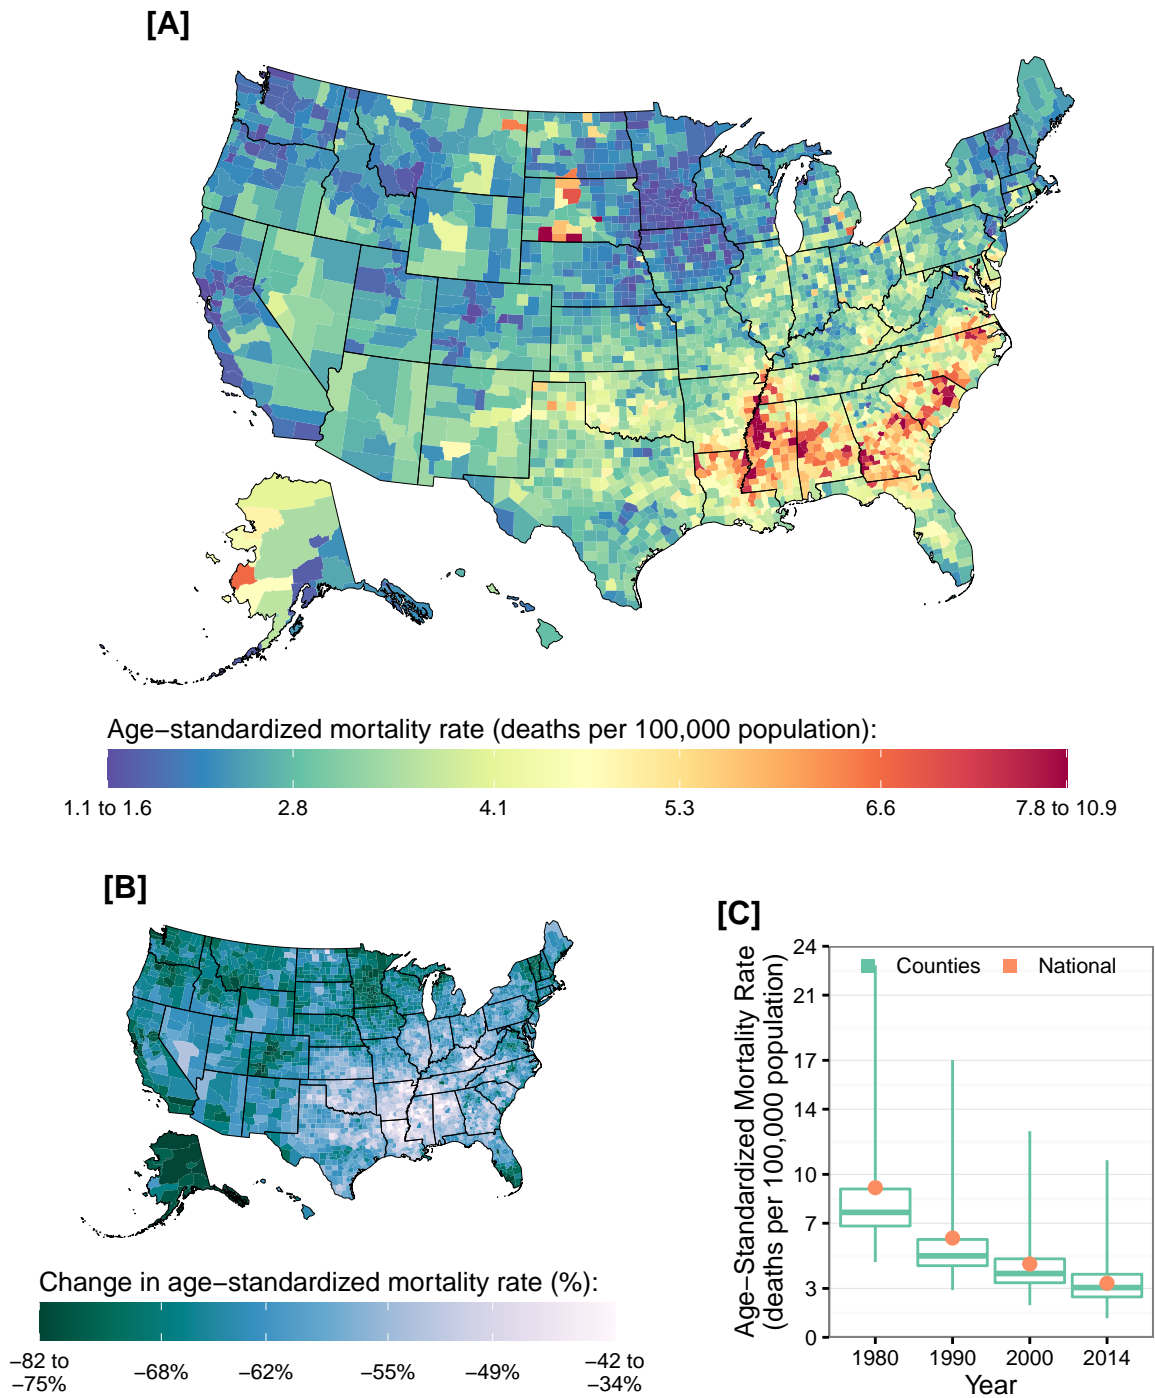 [A]
Age−standardized mortality rate (deaths per 100,000 population):
1.1 to 1.6 2.8 4.1 5.3 6.6 7.8 to 10.9
[B]
Change in age−standardized mortality rate (%):
−82 to −68% −62% −55% −49% −42 to
−75% −34%
[C]
Age−Standardized Mortality Rate
(deaths per 100,000 population)
24
21
17
14
10
7
3
0
Counties National
1980 1990 2000 2014
Year